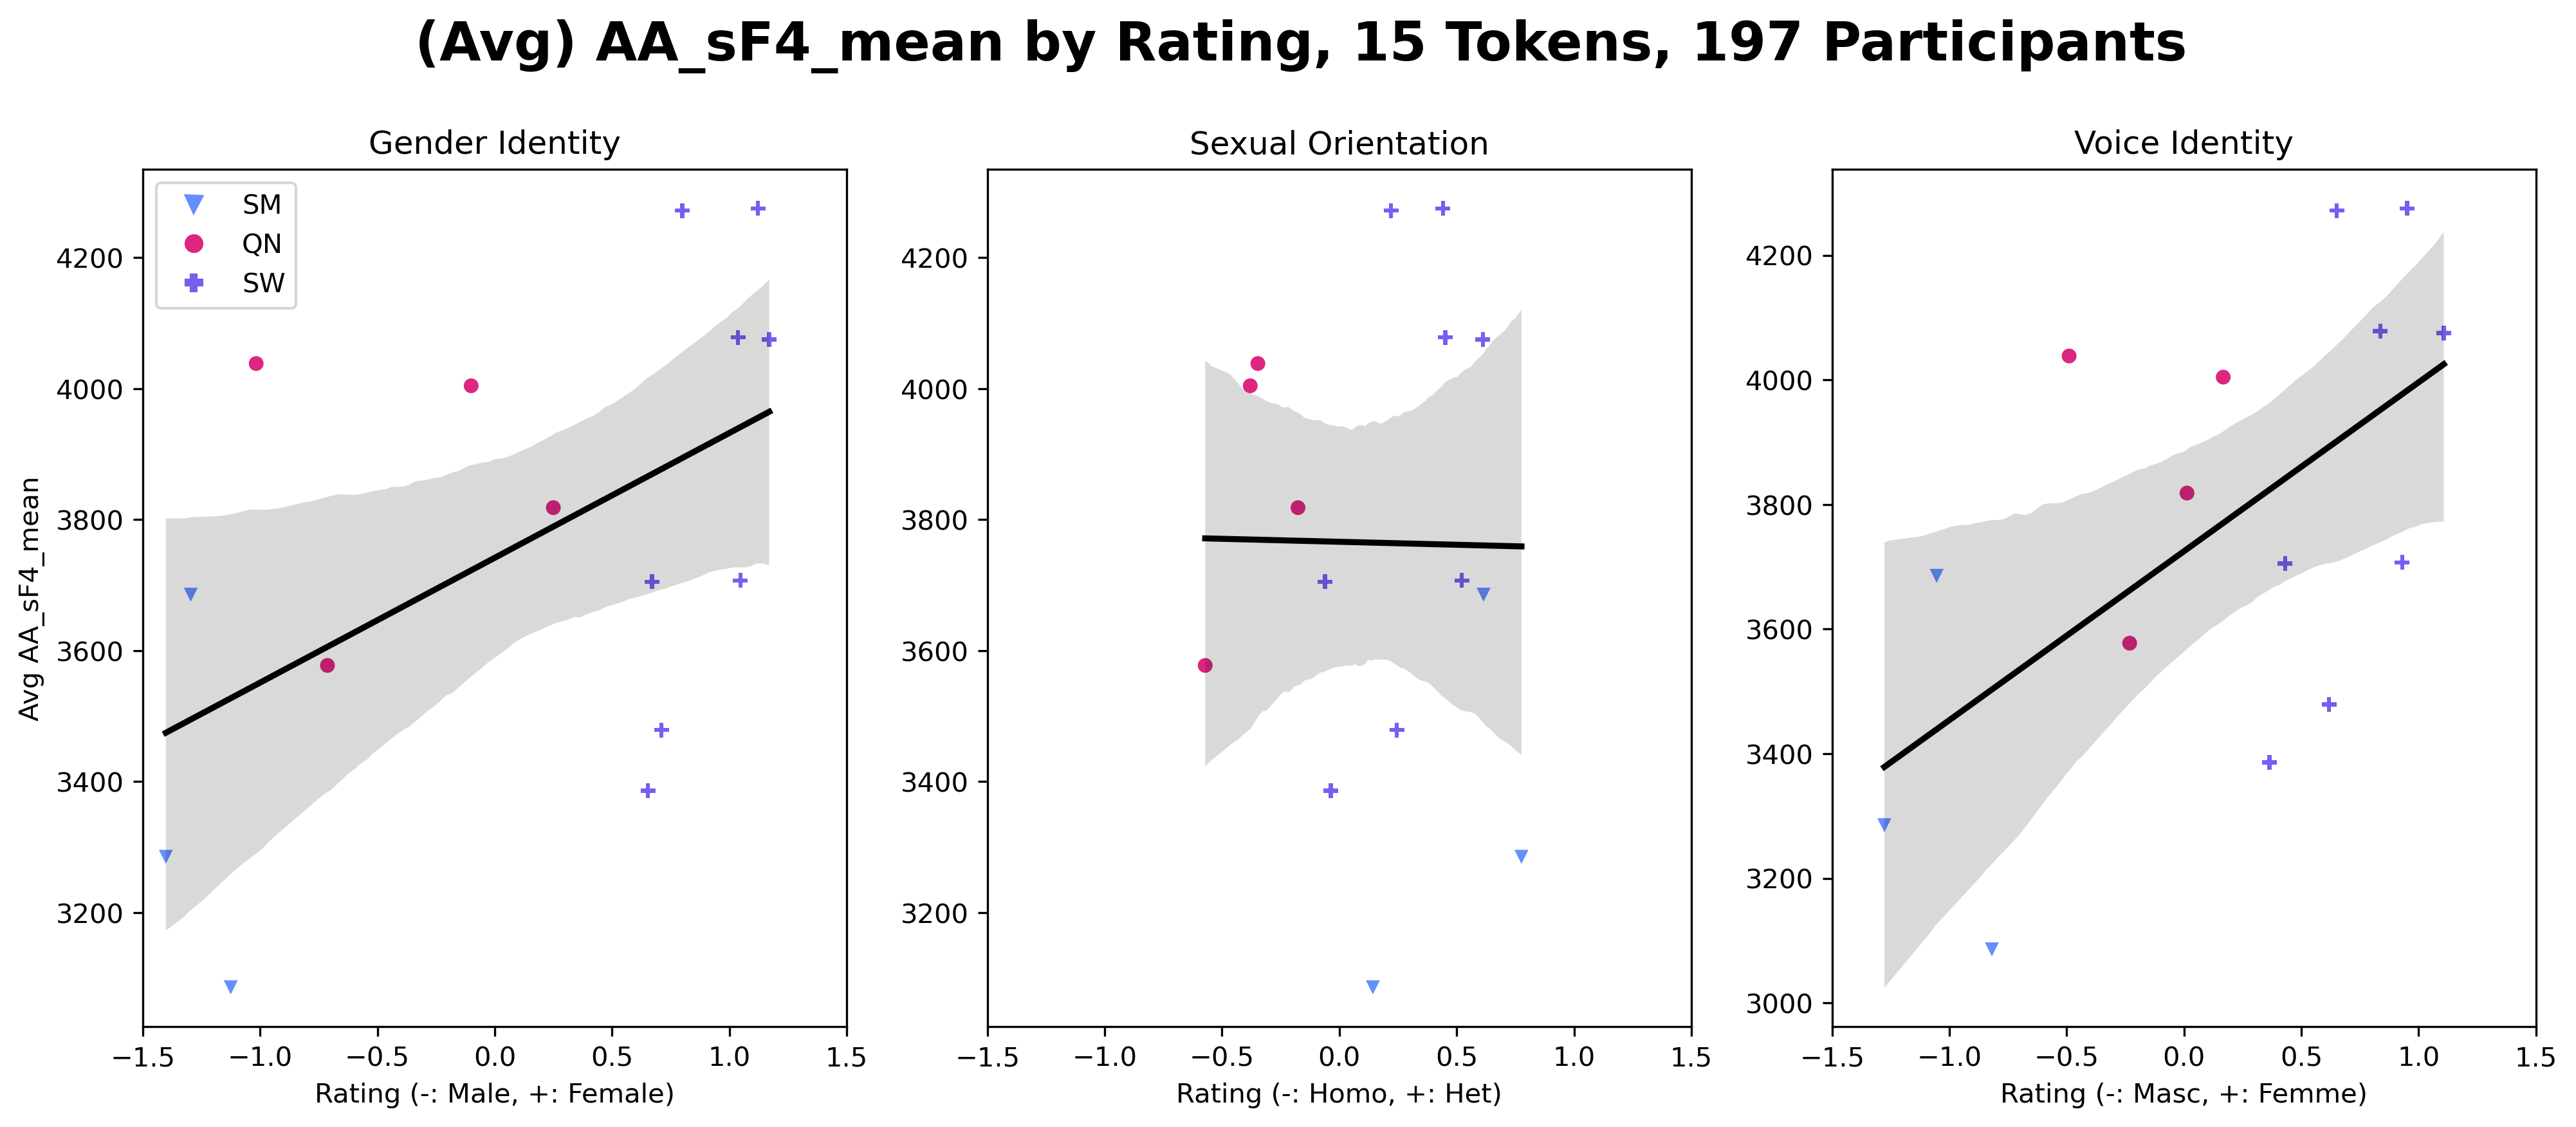 (Avg) AA_sF4_mean by Rating, 15 Tokens, 197 Participants
Gender Identity
SM
QN
SW
Avg AA_sF4_mean
4200
4000
3800
3600
3400
3200
−1.5 −1.0 −0.5 0.0 0.5 1.0 1.5
Rating (-: Male, +: Female)
Sexual Orientation
4200
4000
3800
3600
3400
3200
−1.5 −1.0 −0.5 0.0 0.5 1.0 1.5
Rating (-: Homo, +: Het)
Voice Identity
4200
4000
3800
3600
3400
3200
3000
−1.5 −1.0 −0.5 0.0 0.5 1.0 1.5
Rating (-: Masc, +: Femme)